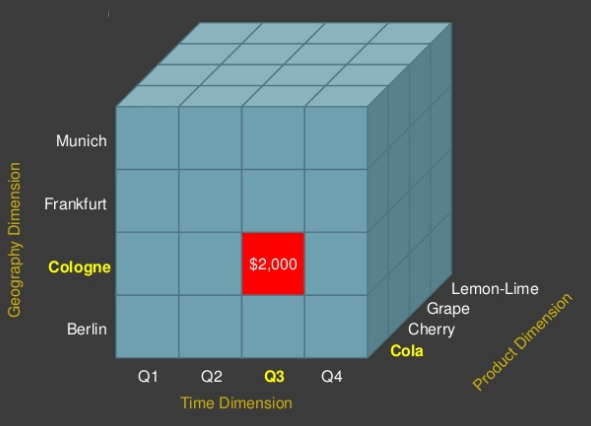 Munich
Frankfurt
Cologne
Berlin
$2,000
Q1 Q2 Q3 Q4
Time Dimension
Geography Dimension
Lemon-Lime
Grape
Cherry
Cola
Product Dimension